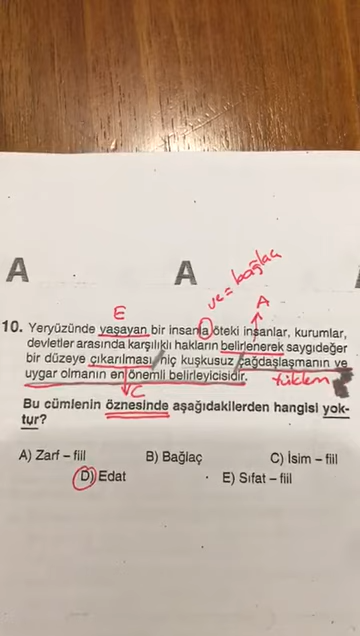 ve = bağlaç
A A
E A
10. Yeryüzünde yaşayan bir insanla öteki insanlar, kurumlar,
devletler arasında karşılıklı hakların belirlenerek saygıdeğer
bir düzeye çıkarılması, hiç kuşkusuz çağdaşlaşmanın ve
uygar olmanın en önemli belirleyicisidir. yüklem
C
Bu cümlenin öznesinde aşağıdakilerden hangisi yok-
tur?
A) Zarf – fiil B) Bağlaç C) İsim – fiil
D) Edat E) Sıfat – fiil